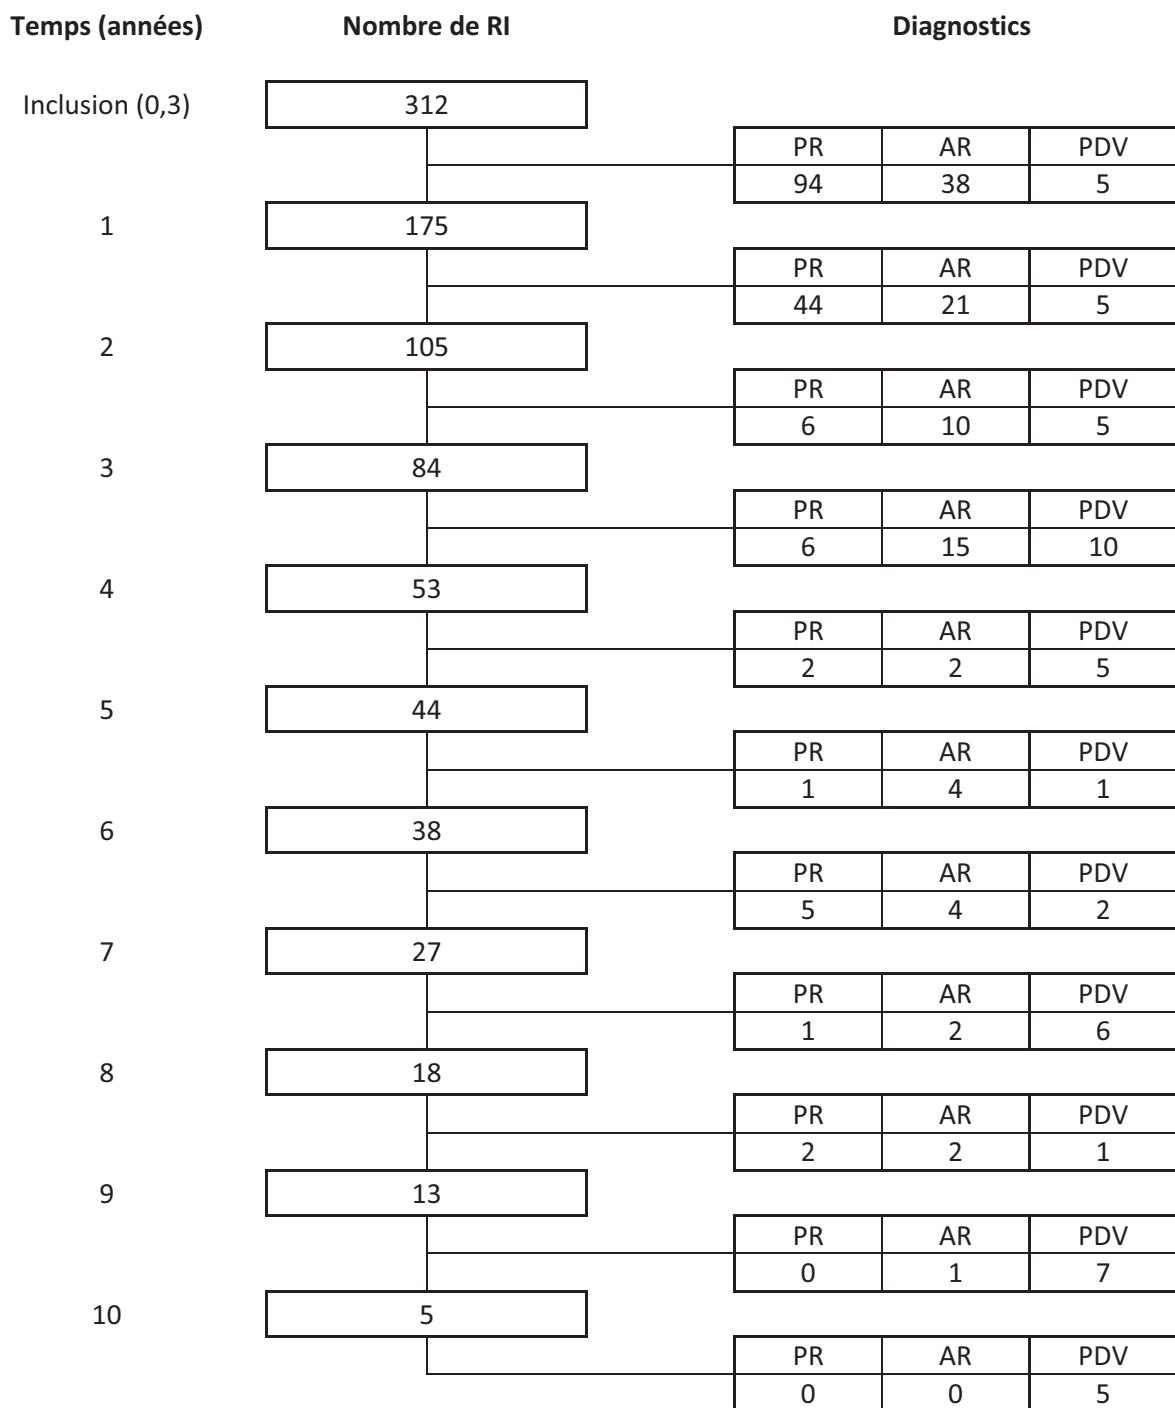 Temps (années) Nombre de RI Diagnostics
Inclusion (0,3) 312
PR AR PDV
94 38 5
1 175
PR AR PDV
44 21 5
2 105
PR AR PDV
6 10 5
3 84
PR AR PDV
6 15 10
4 53
PR AR PDV
2 2 5
5 44
PR AR PDV
1 4 1
6 38
PR AR PDV
5 4 2
7 27
PR AR PDV
1 2 6
8 18
PR AR PDV
2 2 1
9 13
PR AR PDV
0 1 7
10 5
PR AR PDV
0 0 5